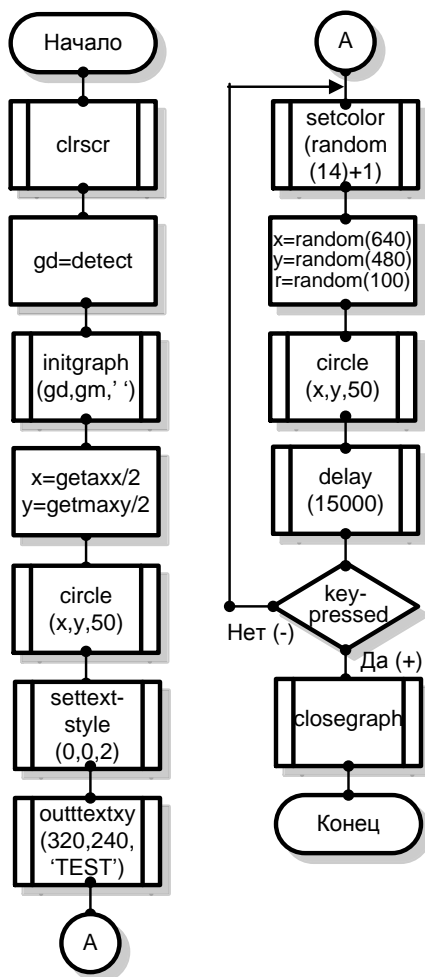 Начало
clrscr
gd=detect
initgraph
(gd,gm,’ ‘)
x=getaxx/2
y=getmaxy/2
circle
(x,y,50)
settext-
style
(0,0,2)
outttextxy
(320,240,
‘TEST’)
A
A
setcolor
(random
(14)+1)
x=random(640)
y=random(480)
r=random(100)
circle
(x,y,50)
delay
(15000)
key-
pressed
Нет (-)
Да (+)
closegraph
Конец